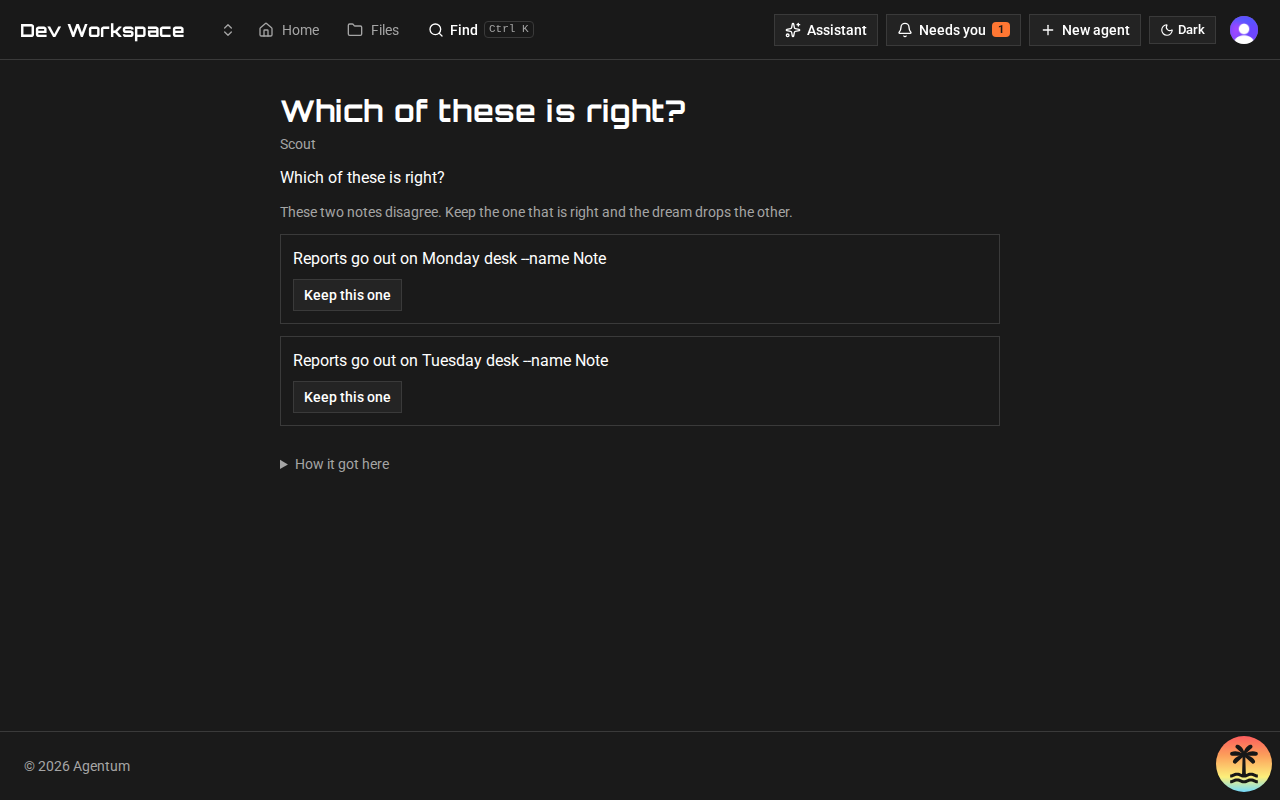 Dev Workspace
Home
Files
Find
Ctrl K
Assistant
Needs you 1
New agent
Dark
Which of these is right?
Scout
Which of these is right?
These two notes disagree. Keep the one that is right and the dream drops the other.
Reports go out on Monday desk –name Note
Keep this one
Reports go out on Tuesday desk –name Note
Keep this one
How it got here
© 2026 Agentum